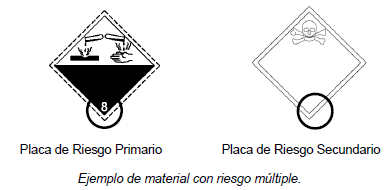 8
Placa de Riesgo Primario
Placa de Riesgo Secundario
Ejemplo de material con riesgo múltiple.